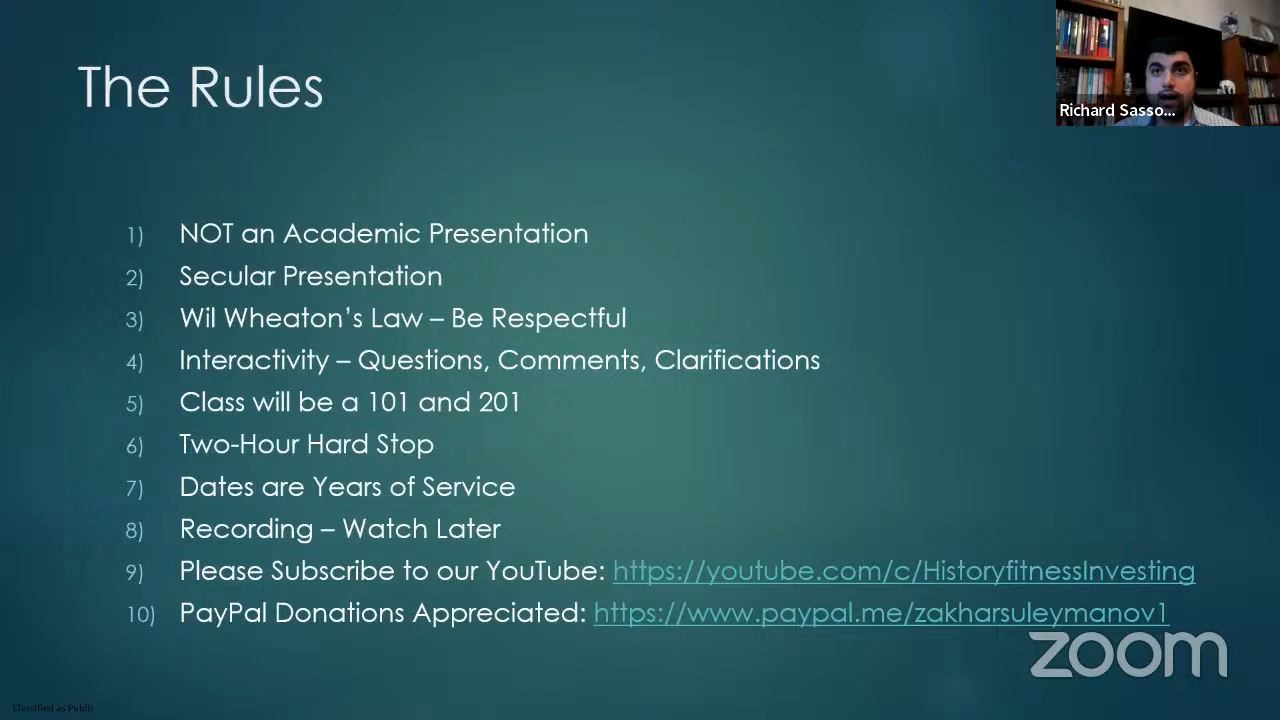 The Rules
Richard Sasso...
1) NOT an Academic Presentation
2) Secular Presentation
3) Wil Wheaton’s Law – Be Respectful
4) Interactivity – Questions, Comments, Clarifications
5) Class will be a 101 and 201
6) Two-Hour Hard Stop
7) Dates are Years of Service
8) Recording – Watch Later
9) Please Subscribe to our YouTube: https://youtube.com/c/HistoryfitnessInvesting
10) PayPal Donations Appreciated: https://www.paypal.me/zakharsuleymanov1
zoom
Classified as Public